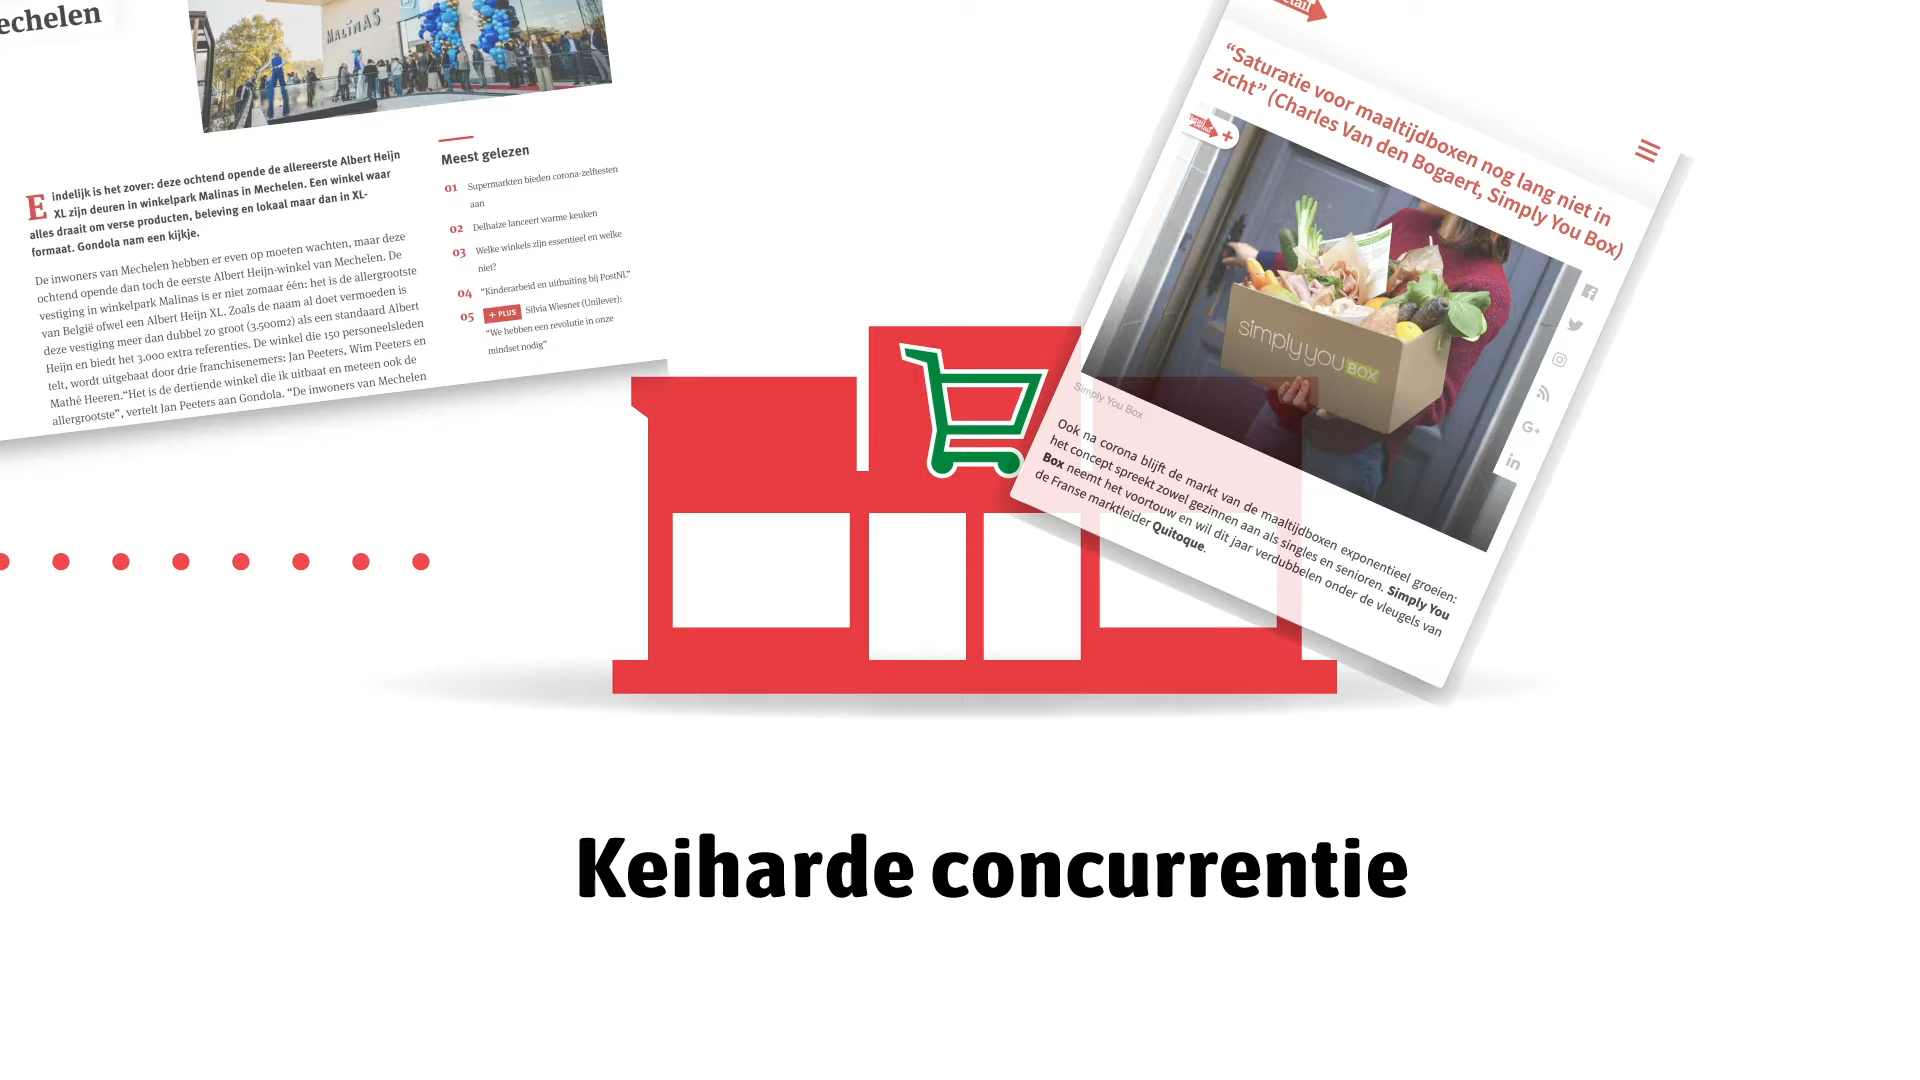 echelen
MALINAS
Eindelijk is het zover: deze ochtend opende de allereerste Albert Heijn
XL zijn deuren in winkelpark Malinas in Mechelen. Een winkel waar
alles draait om verse producten, beleving en lokaal maar dan in XL-
formaat. Gondola nam een kijkje.
De inwoners van Mechelen hebben er even op moeten wachten, maar deze
ochtend opende dan toch de eerste Albert Heijn-winkel van Mechelen. De
vestiging in winkelpark Malinas is er niet zomaar één: het is de allergrootste
van België ofwel een Albert Heijn XL. Zoals de naam al doet vermoeden is
deze vestiging meer dan dubbel zo groot (3.500m2) als een standaard Albert
Heijn en biedt het 3.000 extra referenties. De winkel die 150 personeelsleden
telt, wordt uitgebaat door drie franchisenemers: Jan Peeters, Wim Peeters en
Mathé Heeren.“Het is de dertiende winkel die ik uitbaat en meteen ook de
allergrootste”, vertelt Jan Peeters aan Gondola. “De inwoners van Mechelen
Meest gelezen
01 Supermarkten bieden corona-zelftesten
aan
02 Delhaize lanceert warme keuken
03 Welke winkels zijn essentieel en welke
niet?
04 “Kinderarbeid en uitbuiting bij PostNL”
05 + PLUS Silvia Wiesner (Unilever):
“We hebben een revolutie in onze
mindset nodig”
“Saturatie voor maaltijdboxen nog lang niet in
zicht” (Charles Van den Bogaert, Simply You Box)
simply you BOX
Simply You Box
Ook na corona blijft de markt van de maaltijdboxen exponentieel groeien:
het concept spreekt zowel gezinnen aan als singles en senioren. Simply You
Box neemt het voortouw en wil dit jaar verdubbelen onder de vleugels van
de Franse marktleider Quitoque.
Keiharde concurrentie